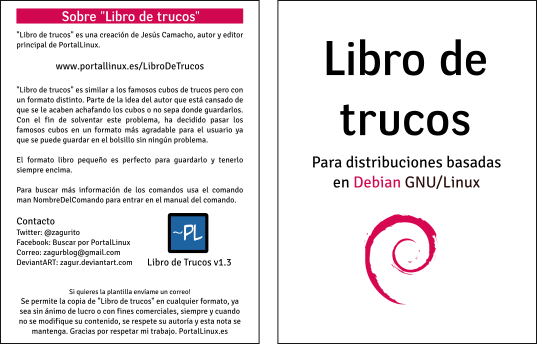 Sobre "Libro de trucos"
"Libro de trucos" es una creación de Jesús Camacho, autor y editor
principal de PortalLinux.
www.portallinux.es/LibroDeTrucos
"Libro de trucos" es similar a los famosos cubos de trucos pero con
un formato distinto. Parte de la idea del autor que está cansado de
que se le acaben achafando los cubos o no sepa donde guardarlos.
Con el fin de solventar este problema, ha decidido pasar los
famosos cubos en un formato más agradable para el usuario ya
que se puede guardar en el bolsillo sin ningún problema.
El formato libro pequeño es perfecto para guardarlo y tenerlo
siempre encima.
Para buscar más información de los comandos usa el comando
man NombreDelComando para entrar en el manual del comando.
Contacto
Twitter: @zagurito
Facebook: Buscar por PortalLinux
Correo: zagurblog@gmail.com
DeviantART: zagur.deviantart.com
~PL
Libro de Trucos v1.3
Si quieres la plantilla envíame un correo!
Se permite la copia de "Libro de trucos" en cualquier formato, ya
sea sin ánimo de lucro o con fines comerciales, siempre y cuando
no se modifique su contenido, se respete su autoría y esta nota se
mantenga. Gracias por respetar mi trabajo. PortalLinux.es
Libro de
trucos
Para distribuciones basadas
en Debian GNU/Linux